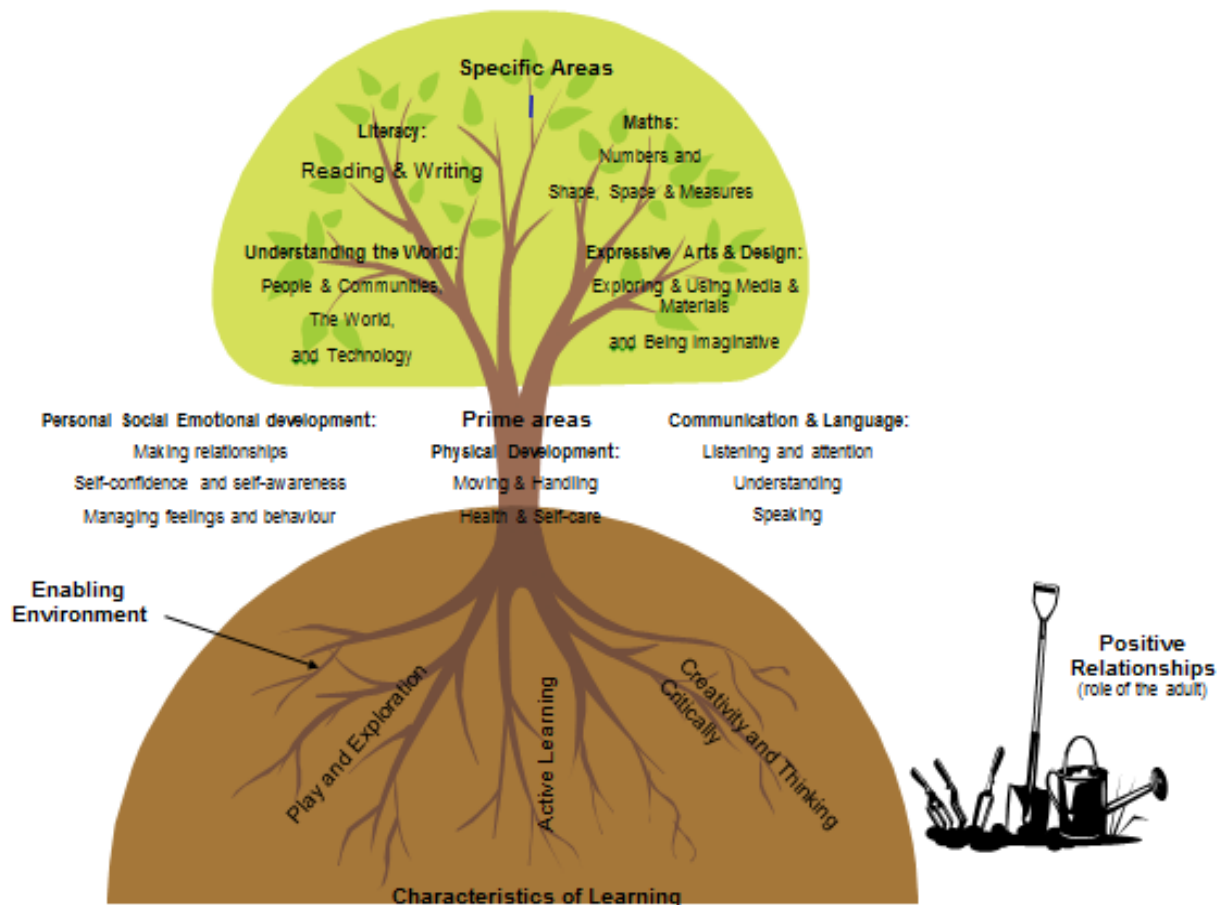 Specific Areas
Literacy:
Reading & Writing
Maths:
Numbers and
Shape, Space & Measures
Understanding the World:
People & Communities,
The World,
and Technology
Expressive Arts & Design:
Exploring & Using Media &
Materials
and Being Imaginative
Personal Social Emotional development:
Making relationships
Self-confidence and self-awareness
Managing feelings and behaviour
Prime areas
Physical Development:
Moving & Handling
Health & Self-care
Communication & Language:
Listening and attention
Understanding
Speaking
Enabling
Environment
Play and Exploration
Active Learning
Creativity and Thinking
Critically
Characteristics of Learning
Positive
Relationships
(role of the adult)